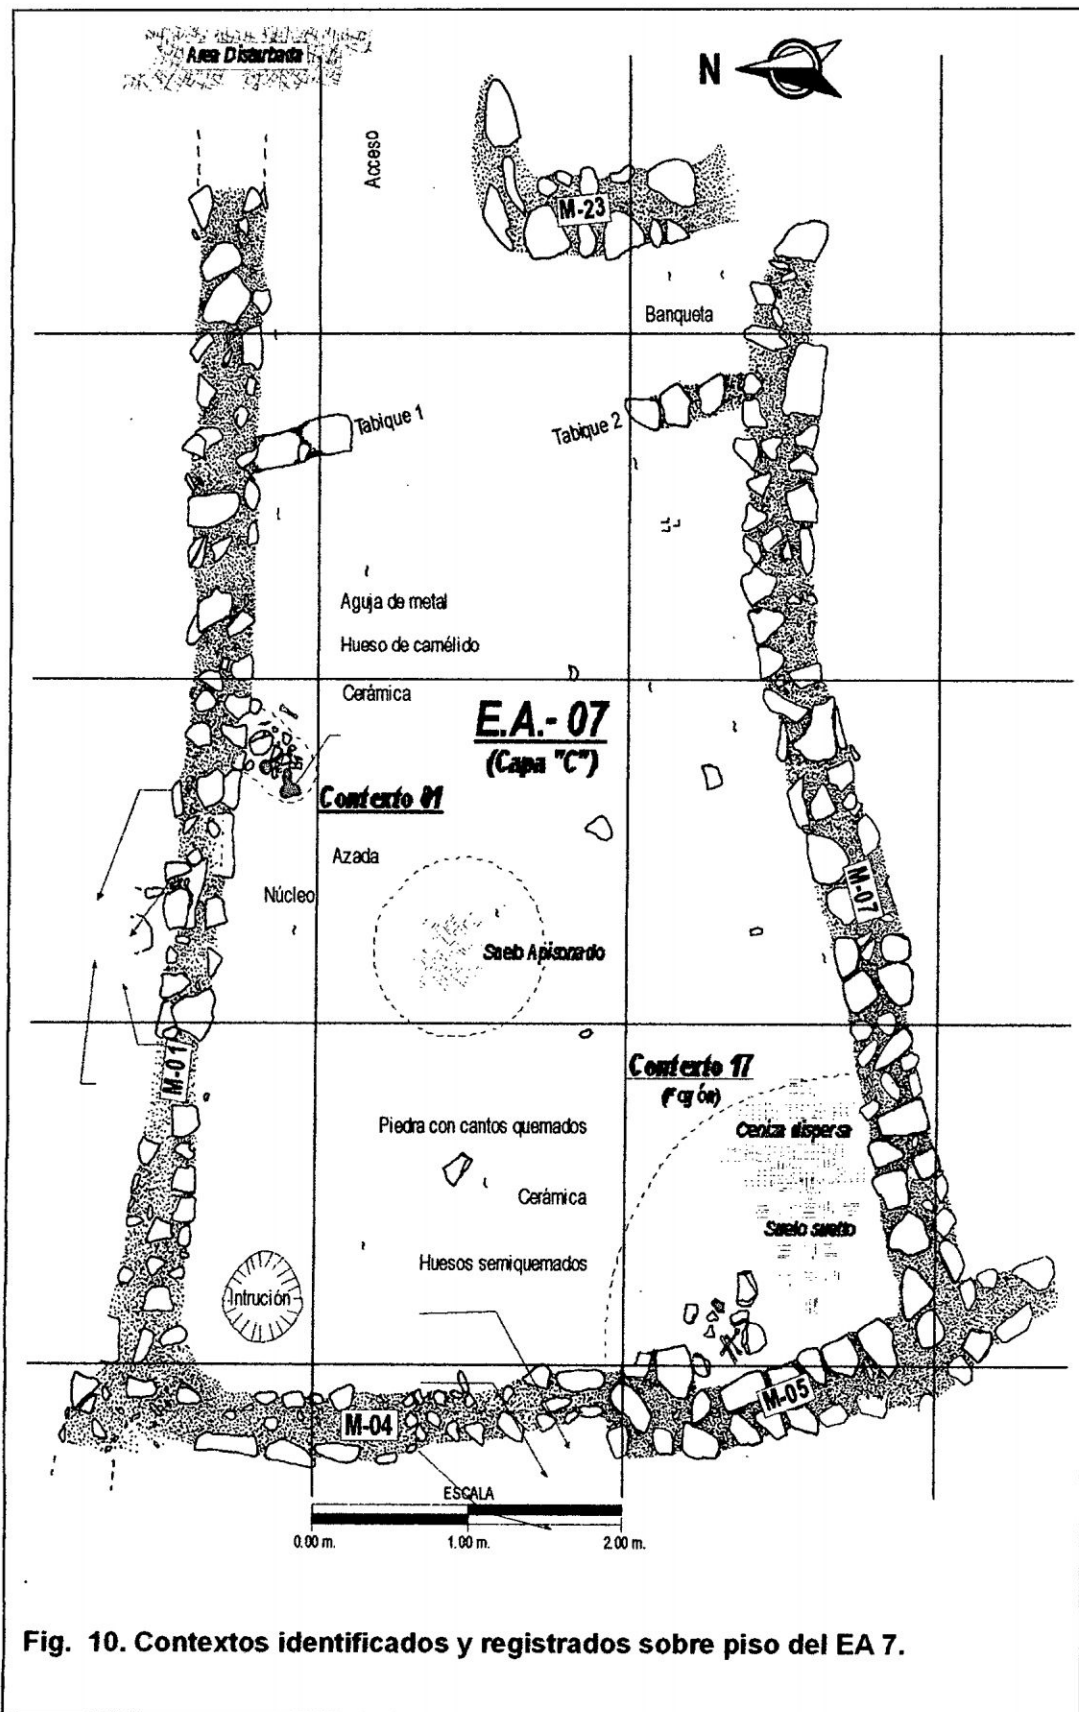 Area Disturbada
N
Acceso
M-23
Banqueta
Tabique 1
Tabique 2
Aguja de metal
Hueso de camélido
Cerámica
E.A.- 07
(Capa "C")
Contexto 01
Azada
Núcleo
M-07
Suelo Apisonado
M-01
Contexto 17
(Fogón)
Piedra con cantos quemados
Ceniza dispersa
Cerámica
Suelo suelto
Huesos semiquemados
Intrución
M-04
M-05
ESCALA
0.00 m. 1.00 m. 2.00 m.
Fig. 10. Contextos identificados y registrados sobre piso del EA 7.